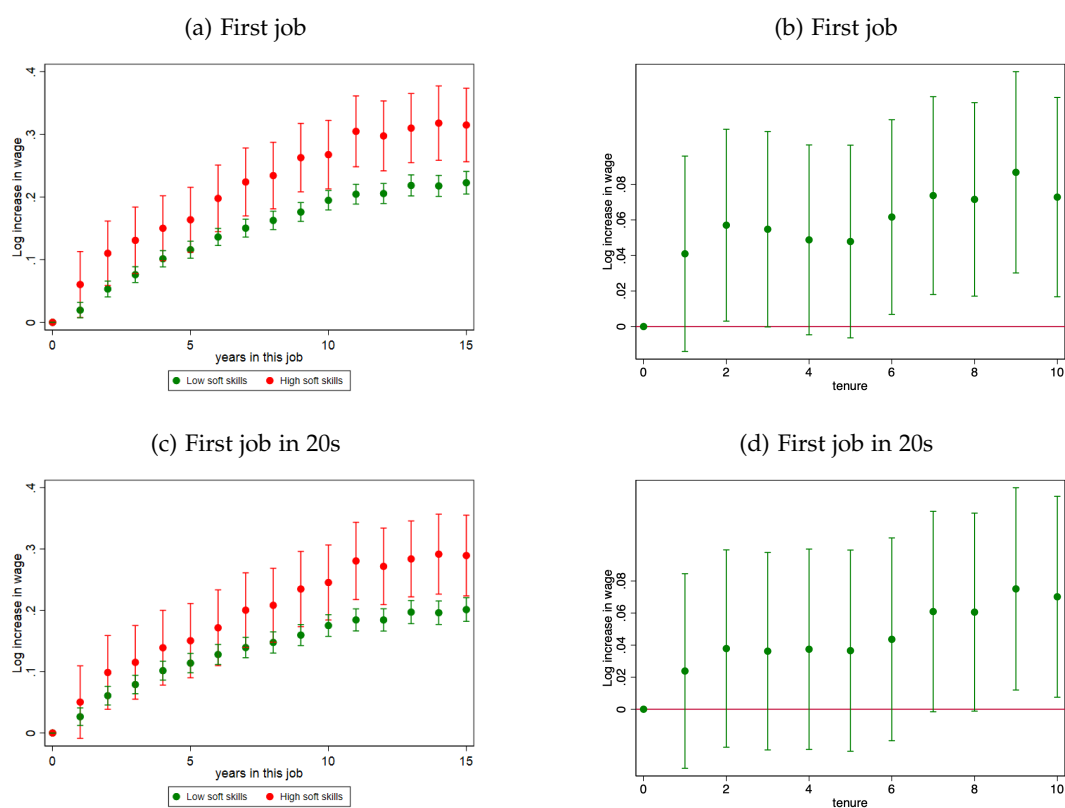 (a) First job
Log increase in wage
0 .1 .2 .3 .4
0 5 10 15
years in this job
Low soft skills High soft skills
(b) First job
Log increase in wage
0 .02 .04 .06 .08
0 2 4 6 8 10
tenure
(c) First job in 20s
Log increase in wage
0 .1 .2 .3 .4
0 5 10 15
years in this job
Low soft skills High soft skills
(d) First job in 20s
Log increase in wage
0 .02 .04 .06 .08
0 2 4 6 8 10
tenure